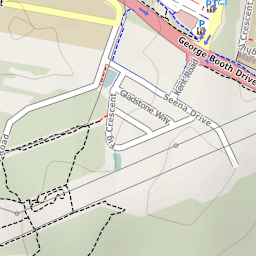 George Booth Drive
Crescent
Kent Road
Gladstone Way
Seena Drive
Crescent
Road
P
P